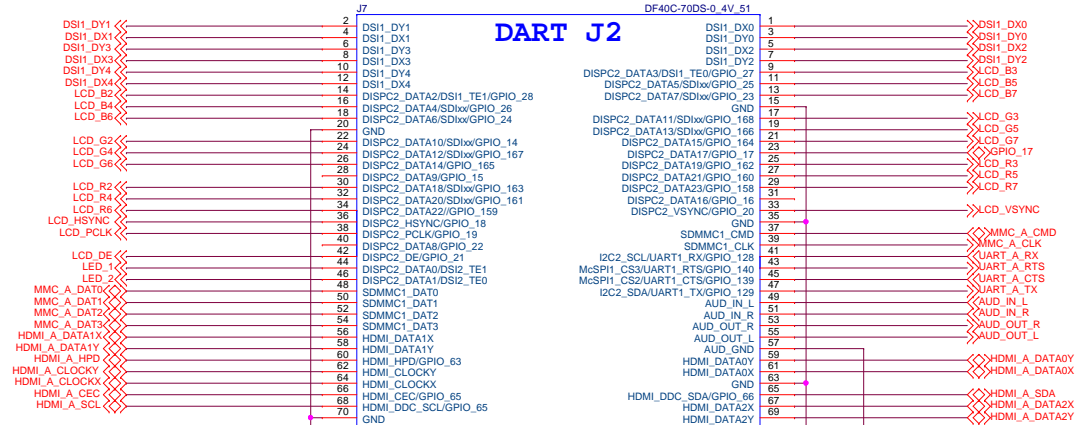 J7 DF40C-70DS-0_4V_51
DART J2
DSI1_DY1 2 DSI1_DY1 DSI1_DX0 1 DSI1_DX0
DSI1_DX1 4 DSI1_DX1 DSI1_DY0 3 DSI1_DY0
DSI1_DY3 6 DSI1_DY3 DSI1_DX2 5 DSI1_DX2
DSI1_DX3 8 DSI1_DX3 DSI1_DY2 7 DSI1_DY2
DSI1_DY4 10 DSI1_DY4 DISPC2_DATA3/DSI1_TE0/GPIO_27 9 LCD_B3
DSI1_DX4 12 DSI1_DX4 DISPC2_DATA5/SDIxx/GPIO_25 11 LCD_B5
LCD_B2 14 DISPC2_DATA2/DSI1_TE1/GPIO_28 DISPC2_DATA7/SDIxx/GPIO_23 13 LCD_B7
LCD_B4 16 DISPC2_DATA4/SDIxx/GPIO_26 GND 15
LCD_B6 18 DISPC2_DATA6/SDIxx/GPIO_24 DISPC2_DATA11/SDIxx/GPIO_168 17 LCD_G3
20 GND DISPC2_DATA13/SDIxx/GPIO_166 19 LCD_G5
LCD_G2 22 DISPC2_DATA10/SDIxx/GPIO_14 DISPC2_DATA15/GPIO_164 21 LCD_G7
LCD_G4 24 DISPC2_DATA12/SDIxx/GPIO_167 DISPC2_DATA17/GPIO_17 23 GPIO_17
LCD_G6 26 DISPC2_DATA14/GPIO_165 DISPC2_DATA19/GPIO_162 25 LCD_R3
28 DISPC2_DATA9/GPIO_15 DISPC2_DATA21/GPIO_160 27 LCD_R5
LCD_R2 30 DISPC2_DATA18/SDIxx/GPIO_163 DISPC2_DATA23/GPIO_158 29 LCD_R7
LCD_R4 32 DISPC2_DATA20/SDIxx/GPIO_161 DISPC2_DATA16/GPIO_16 31
LCD_R6 34 DISPC2_DATA22//GPIO_159 DISPC2_VSYNC/GPIO_20 33 LCD_VSYNC
LCD_HSYNC 36 DISPC2_HSYNC/GPIO_18 GND 35
LCD_PCLK 38 DISPC2_PCLK/GPIO_19 SDMMC1_CMD 37 MMC_A_CMD
40 DISPC2_DATA8/GPIO_22 SDMMC1_CLK 39 MMC_A_CLK
LCD_DE 42 DISPC2_DE/GPIO_21 I2C2_SCL/UART1_RX/GPIO_128 41 UART_A_RX
LED_1 44 DISPC2_DATA0/DSI2_TE1 McSPI1_CS3/UART1_RTS/GPIO_140 43 UART_A_RTS
LED_2 46 DISPC2_DATA1/DSI2_TE0 McSPI1_CS2/UART1_CTS/GPIO_139 45 UART_A_CTS
MMC_A_DAT0 48 SDMMC1_DAT0 I2C2_SDA/UART1_TX/GPIO_129 47 UART_A_TX
MMC_A_DAT1 50 SDMMC1_DAT1 AUD_IN_L 49 AUD_IN_L
MMC_A_DAT2 52 SDMMC1_DAT2 AUD_IN_R 51 AUD_IN_R
MMC_A_DAT3 54 SDMMC1_DAT3 AUD_OUT_R 53 AUD_OUT_R
HDMI_A_DATA1X 56 HDMI_DATA1X AUD_OUT_L 55 AUD_OUT_L
HDMI_A_DATA1Y 58 HDMI_DATA1Y AUD_GND 57
HDMI_A_HPD 60 HDMI_HPD/GPIO_63 HDMI_DATA0Y 59 HDMI_A_DATA0Y
HDMI_A_CLOCKY 62 HDMI_CLOCKY HDMI_DATA0X 61 HDMI_A_DATA0X
HDMI_A_CLOCKX 64 HDMI_CLOCKX GND 63
HDMI_A_CEC 66 HDMI_CEC/GPIO_65 HDMI_DDC_SDA/GPIO_66 65 HDMI_A_SDA
HDMI_A_SCL 68 HDMI_DDC_SCL/GPIO_65 HDMI_DATA2X 67 HDMI_A_DATA2X
70 GND HDMI_DATA2Y 69 HDMI_A_DATA2Y